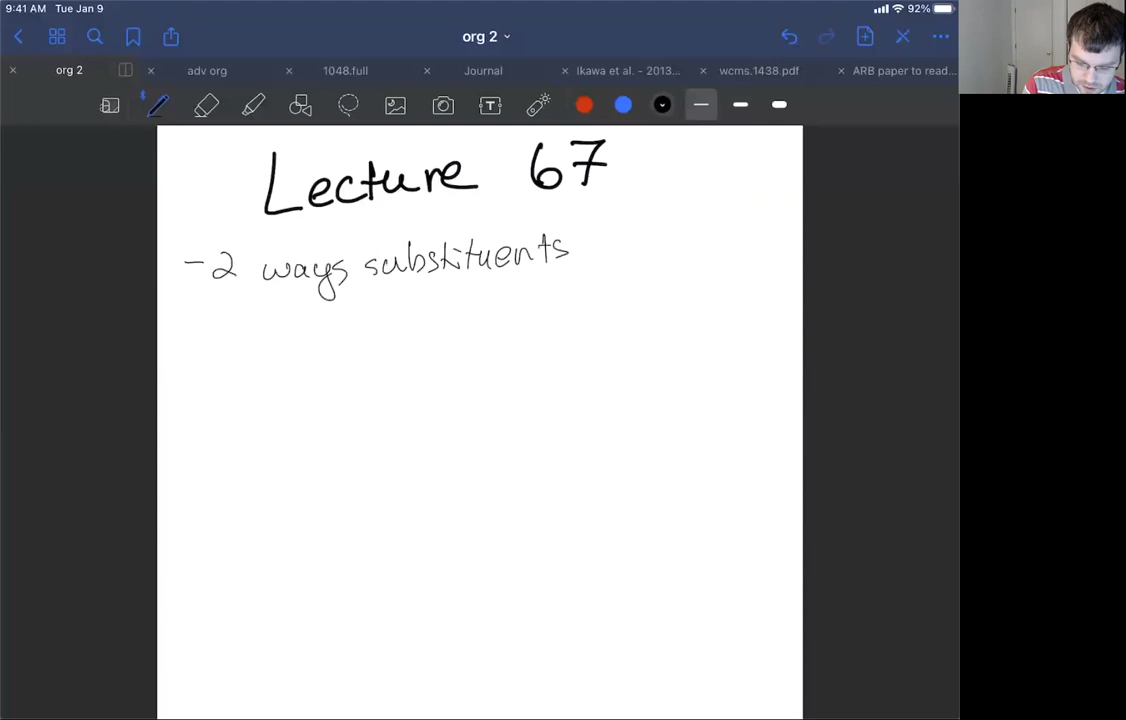 9:41 AM Tue Jan 9
92%
org 2
org 2
adv org
1048.full
Journal
Ikawa et al. - 2013...
wcms.1438.pdf
ARB paper to read...
T
Lecture 67
- 2 ways substituents